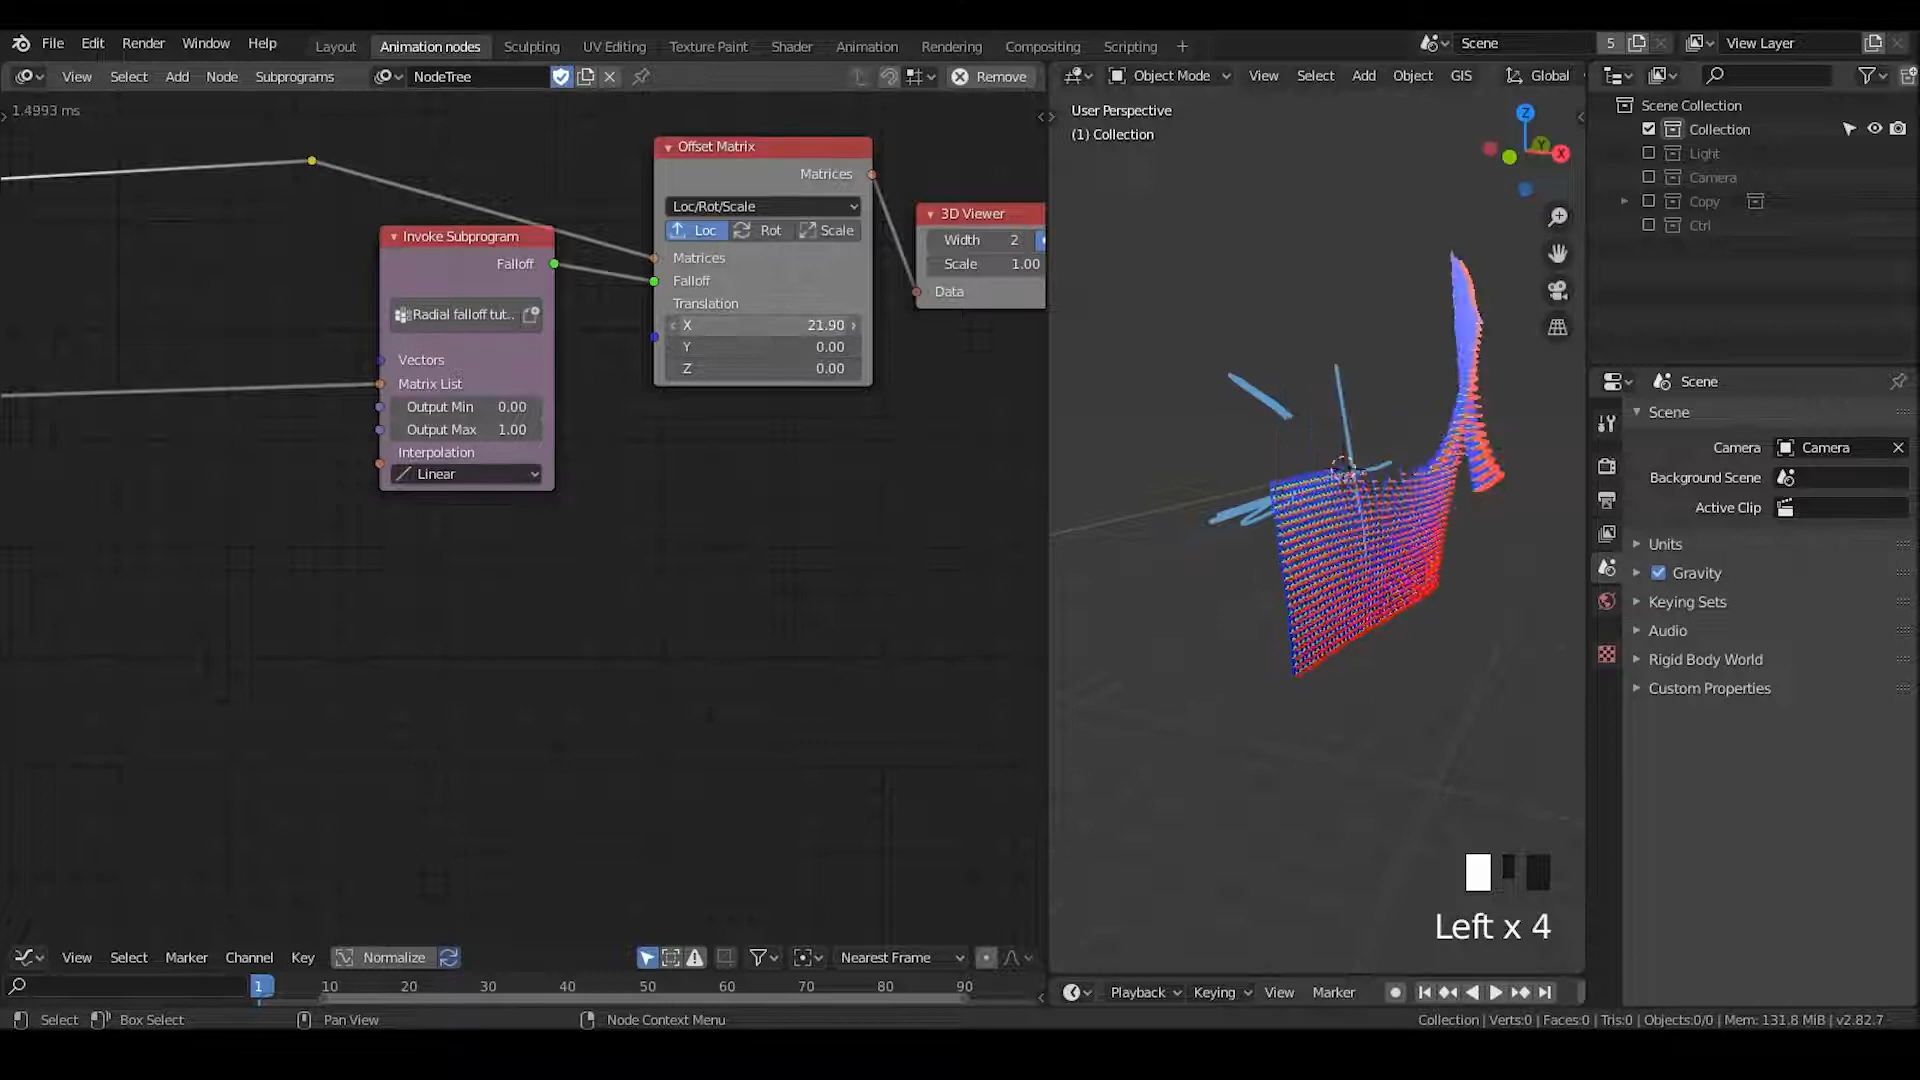 File Edit Render Window Help Layout Animation nodes Sculpting UV Editing Texture Paint Shader Animation Rendering Compositing Scripting + Scene 5 View Layer
View Select Add Node Subprograms NodeTree Remove Object Mode View Select Add Object GIS Global
1.4993 ms
User Perspective
(1) Collection
Z
Y
X
Scene Collection
Collection
Light
Camera
Copy
Ctrl
Offset Matrix
Matrices
Loc/Rot/Scale
Loc Rot Scale
Matrices
Falloff
Translation
X 21.90
Y 0.00
Z 0.00
3D Viewer
Width 2
Scale 1.00
Data
Invoke Subprogram
Falloff
Radial falloff tut..
Vectors
Matrix List
Output Min 0.00
Output Max 1.00
Interpolation
Linear
Scene
Scene
Camera Camera
Background Scene
Active Clip
Units
Gravity
Keying Sets
Audio
Rigid Body World
Custom Properties
Left x 4
View Select Marker Channel Key Normalize Nearest Frame
1 10 20 30 40 50 60 70 80 90
Playback Keying View Marker
Select Box Select Pan View Node Context Menu
Collection | Verts:0 | Faces:0 | Tris:0 | Objects:0/0 | Mem: 131.8 MiB | v2.82.7